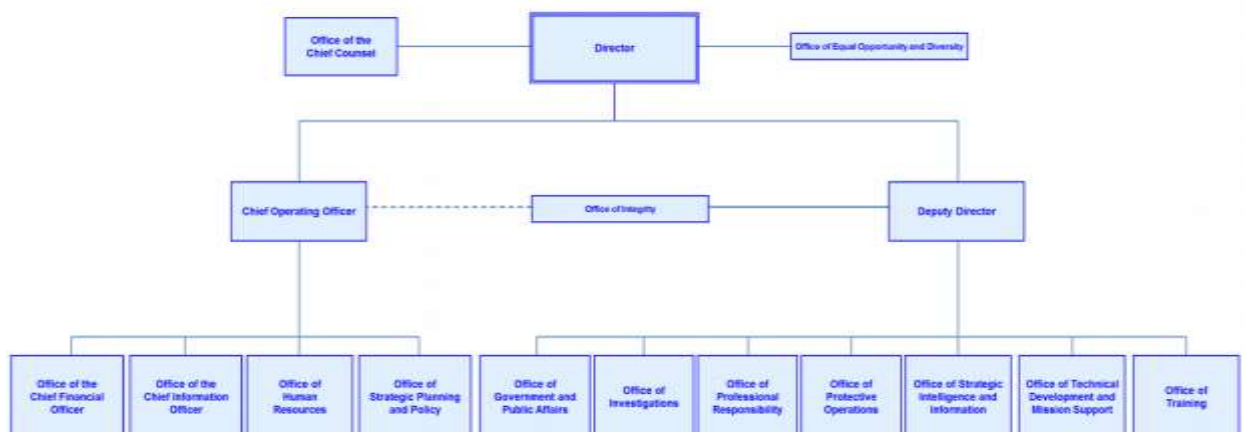 Office of the
Chief Counsel
Director
Office of Equal Opportunity and Diversity
Chief Operating Officer
Office of Integrity
Deputy Director
Office of the
Chief Financial
Officer
Office of the
Chief Information
Officer
Office of
Human
Resources
Office of
Strategic Planning
and Policy
Office of
Government and
Public Affairs
Office of
Investigations
Office of
Professional
Responsibility
Office of
Protective
Operations
Office of Strategic
Intelligence and
Information
Office of Technical
Development and
Mission Support
Office of
Training